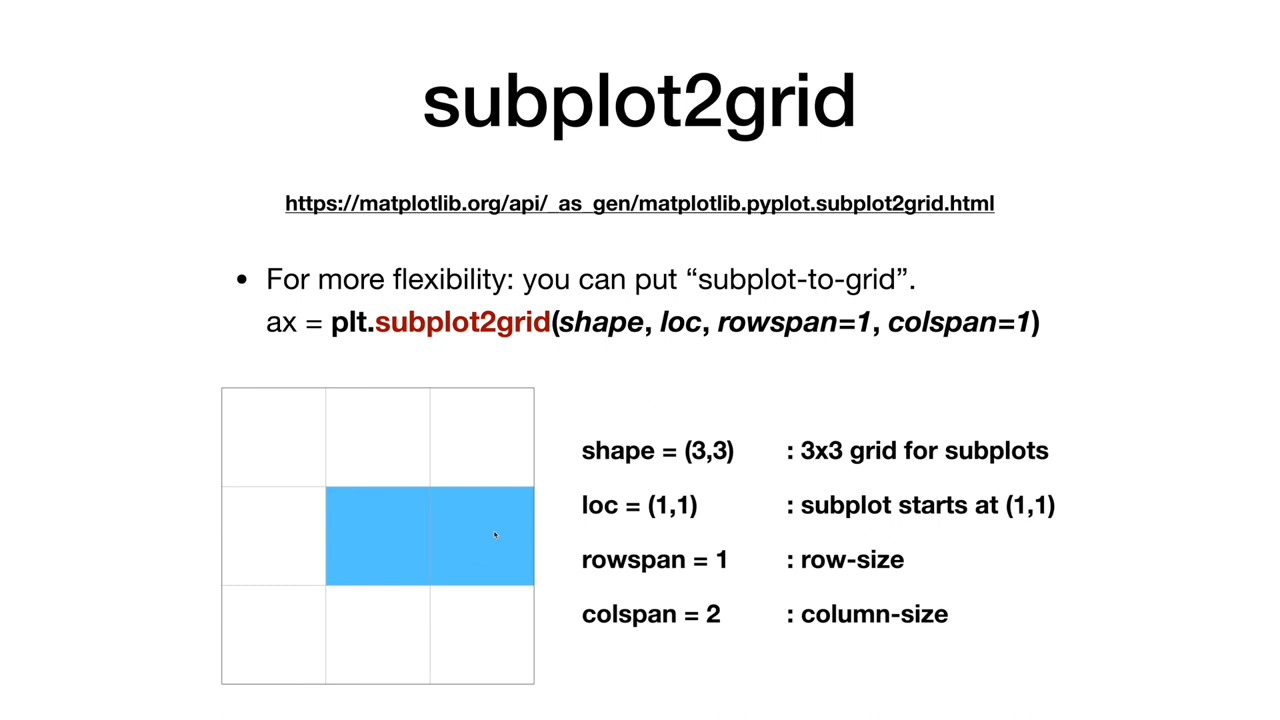 subplot2grid
https://matplotlib.org/api/_as_gen/matplotlib.pyplot.subplot2grid.html
• For more flexibility: you can put “subplot-to-grid”.
ax = plt.subplot2grid(shape, loc, rowspan=1, colspan=1)
shape = (3,3) : 3x3 grid for subplots
loc = (1,1) : subplot starts at (1,1)
rowspan = 1 : row-size
colspan = 2 : column-size